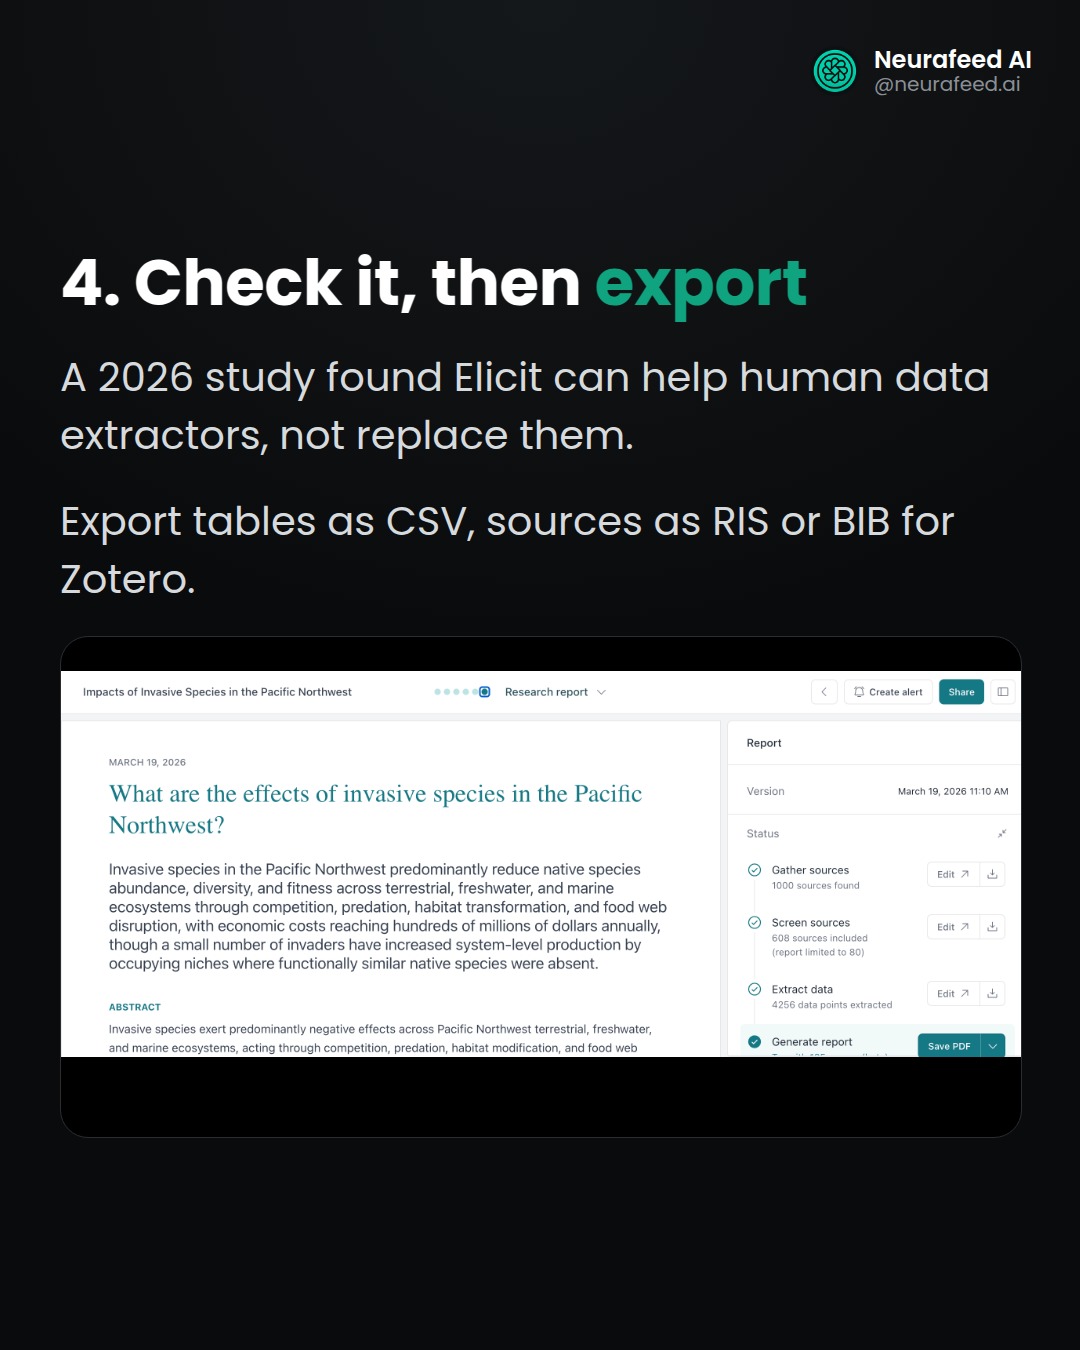 Neurafeed AI
@neurafeed.ai
4. Check it, then export
A 2026 study found Elicit can help human data
extractors, not replace them.
Export tables as CSV, sources as RIS or BIB for
Zotero.
Impacts of Invasive Species in the Pacific Northwest
Research report
Create alert
Share
MARCH 19, 2026
What are the effects of invasive species in the Pacific
Northwest?
Invasive species in the Pacific Northwest predominantly reduce native species
abundance, diversity, and fitness across terrestrial, freshwater, and marine
ecosystems through competition, predation, habitat transformation, and food web
disruption, with economic costs reaching hundreds of millions of dollars annually,
though a small number of invaders have increased system-level production by
occupying niches where functionally similar native species were absent.
ABSTRACT
Invasive species exert predominantly negative effects across Pacific Northwest terrestrial, freshwater,
and marine ecosystems, acting through competition, predation, habitat modification, and food web
Report
Version
March 19, 2026 11:10 AM
Status
Gather sources
1000 sources found
Edit
Screen sources
608 sources included
(report limited to 80)
Edit
Extract data
4256 data points extracted
Edit
Generate report
Save PDF